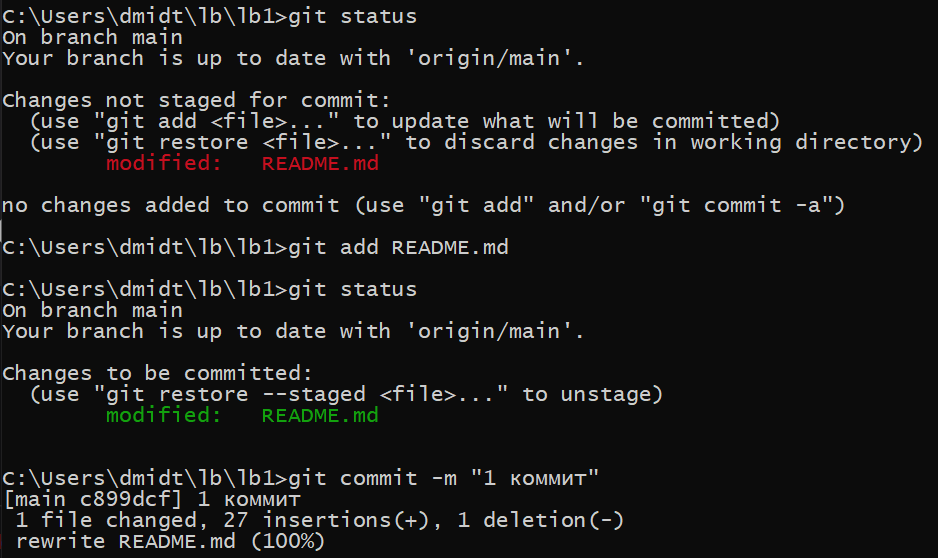 C:\Users\dmidt\lb\lb1>git status
On branch main
Your branch is up to date with 'origin/main'.
Changes not staged for commit:
  (use "git add <file>..." to update what will be committed)
  (use "git restore <file>..." to discard changes in working directory)
        modified:   README.md
no changes added to commit (use "git add" and/or "git commit -a")
C:\Users\dmidt\lb\lb1>git add README.md
C:\Users\dmidt\lb\lb1>git status
On branch main
Your branch is up to date with 'origin/main'.
Changes to be committed:
  (use "git restore --staged <file>..." to unstage)
        modified:   README.md
C:\Users\dmidt\lb\lb1>git commit -m "1 коммит"
[main c899dcf] 1 коммит
 1 file changed, 27 insertions(+), 1 deletion(-)
 rewrite README.md (100%)